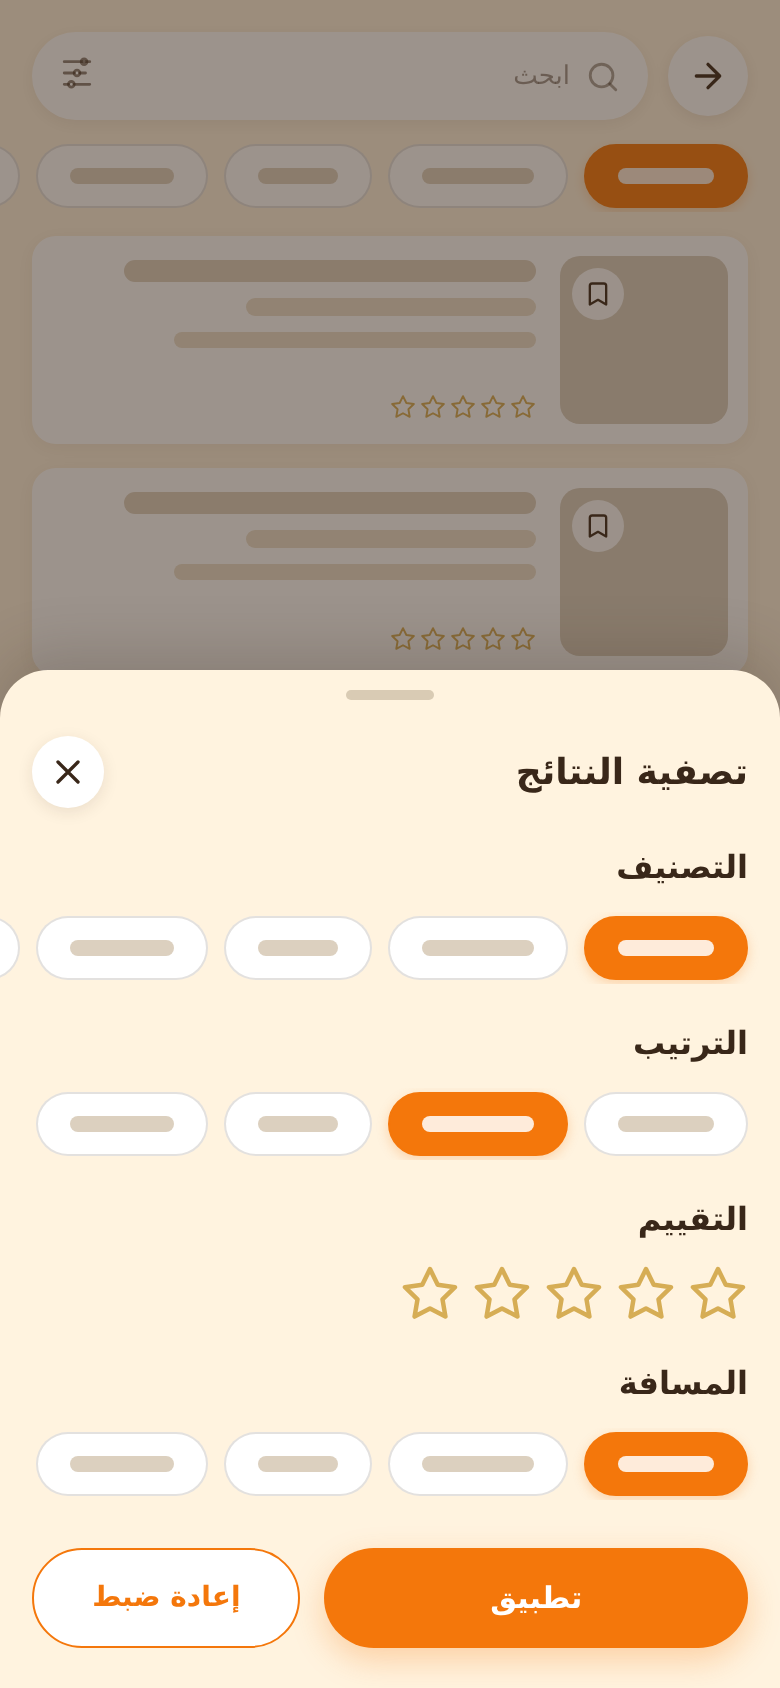 ابحث
تصفية النتائج
التصنيف
الترتيب
التقييم
المسافة
تطبيق
إعادة ضبط